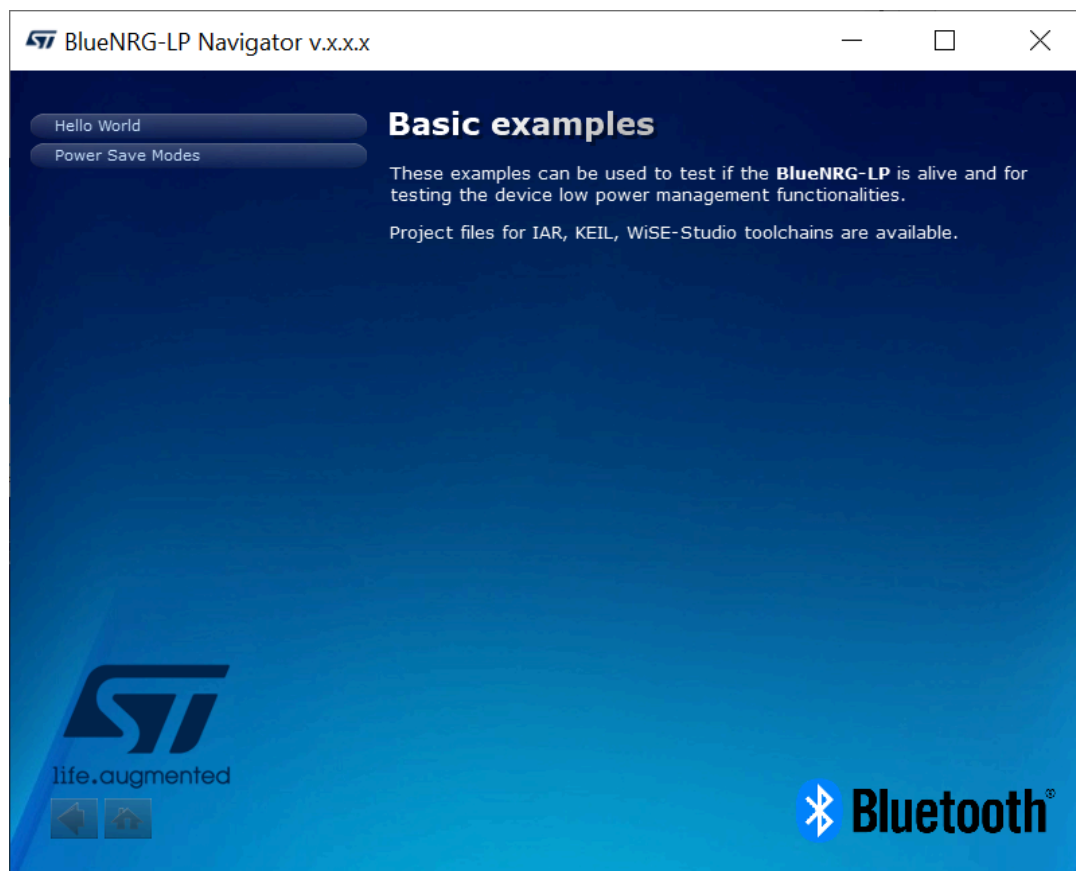 BlueNRG-LP Navigator v.x.x.x
Hello World
Power Save Modes
Basic examples
These examples can be used to test if the BlueNRG-LP is alive and for
testing the device low power management functionalities.
Project files for IAR, KEIL, WiSE-Studio toolchains are available.
ST
life.augmented
Bluetooth®